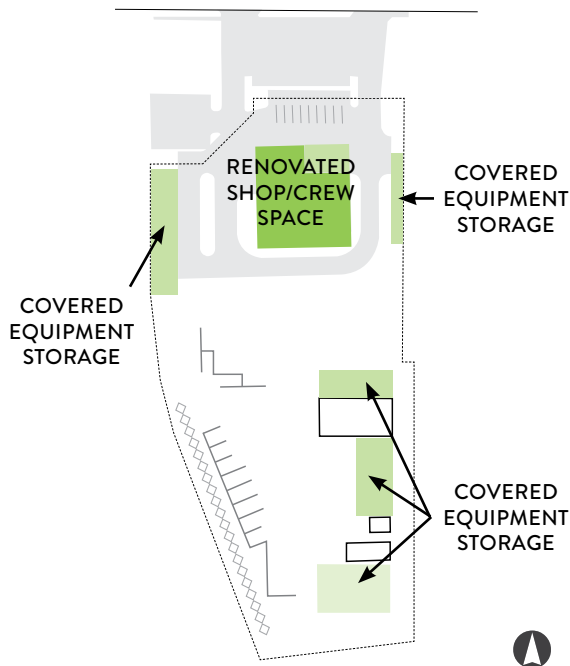 RENOVATED
SHOP/CREW
SPACE
COVERED
EQUIPMENT
STORAGE
COVERED
EQUIPMENT
STORAGE
COVERED
EQUIPMENT
STORAGE